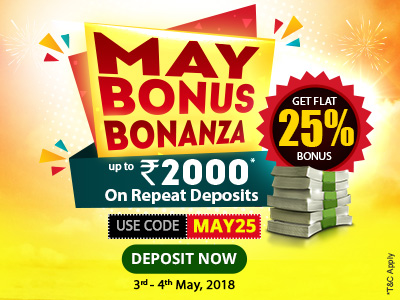 MAY
BONUS
BONANZA
up to ₹2000*
On Repeat Deposits
GET FLAT
25%
BONUS
USE CODE MAY25
DEPOSIT NOW
3rd - 4th May, 2018
*T&C Apply